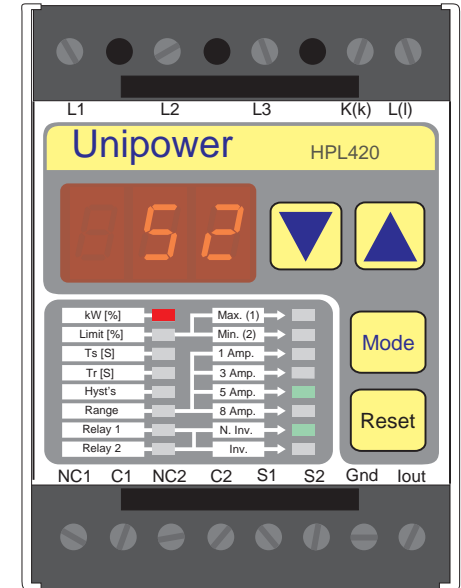 L1 L2 L3 K(k) L(l)
Unipower HPL420
52
kW [%] Max. (1)
Limit [%] Min. (2)
Ts [S] 1 Amp.
Tr [S] 3 Amp.
Hyst's 5 Amp.
Range 8 Amp.
Relay 1 N. Inv.
Relay 2 Inv.
Mode
Reset
NC1 C1 NC2 C2 S1 S2 Gnd Iout